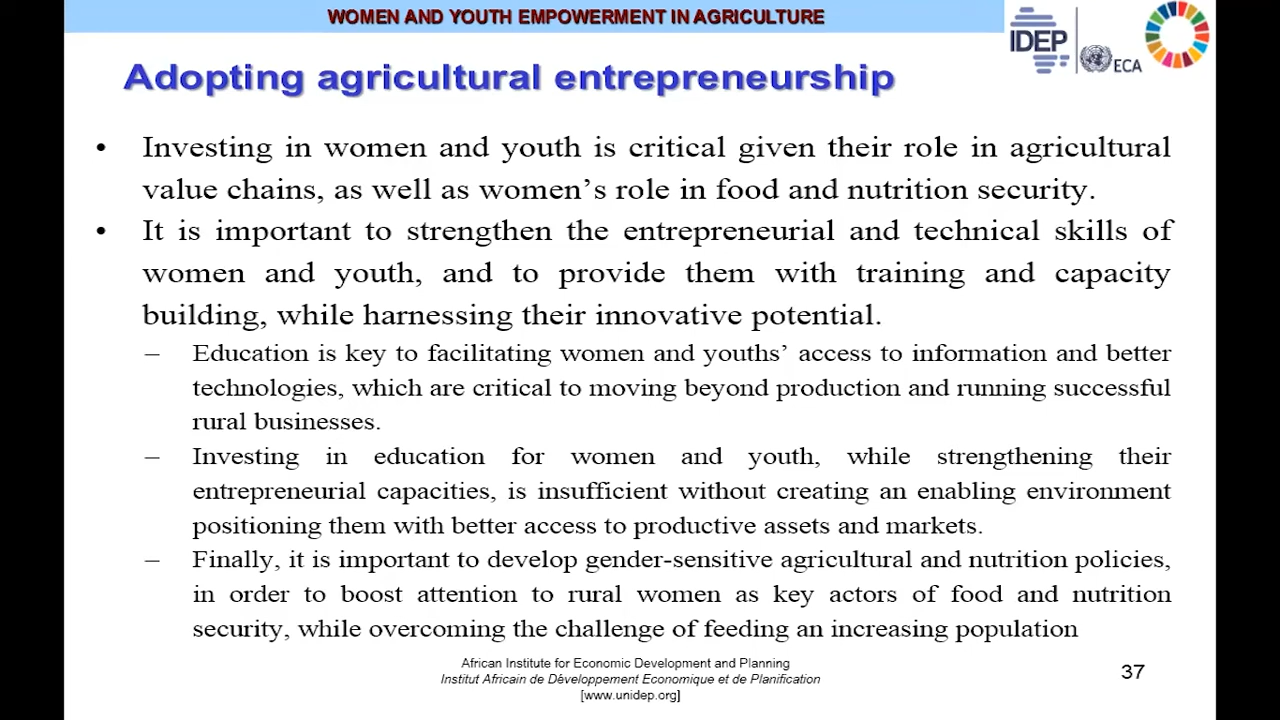 WOMEN AND YOUTH EMPOWERMENT IN AGRICULTURE
IDEP
ECA
Adopting agricultural entrepreneurship
• Investing in women and youth is critical given their role in agricultural
value chains, as well as women’s role in food and nutrition security.
• It is important to strengthen the entrepreneurial and technical skills of
women and youth, and to provide them with training and capacity
building, while harnessing their innovative potential.
– Education is key to facilitating women and youths’ access to information and better
technologies, which are critical to moving beyond production and running successful
rural businesses.
– Investing in education for women and youth, while strengthening their
entrepreneurial capacities, is insufficient without creating an enabling environment
positioning them with better access to productive assets and markets.
– Finally, it is important to develop gender-sensitive agricultural and nutrition policies,
in order to boost attention to rural women as key actors of food and nutrition
security, while overcoming the challenge of feeding an increasing population
African Institute for Economic Development and Planning
Institut Africain de Développement Economique et de Planification
[www.unidep.org]
37